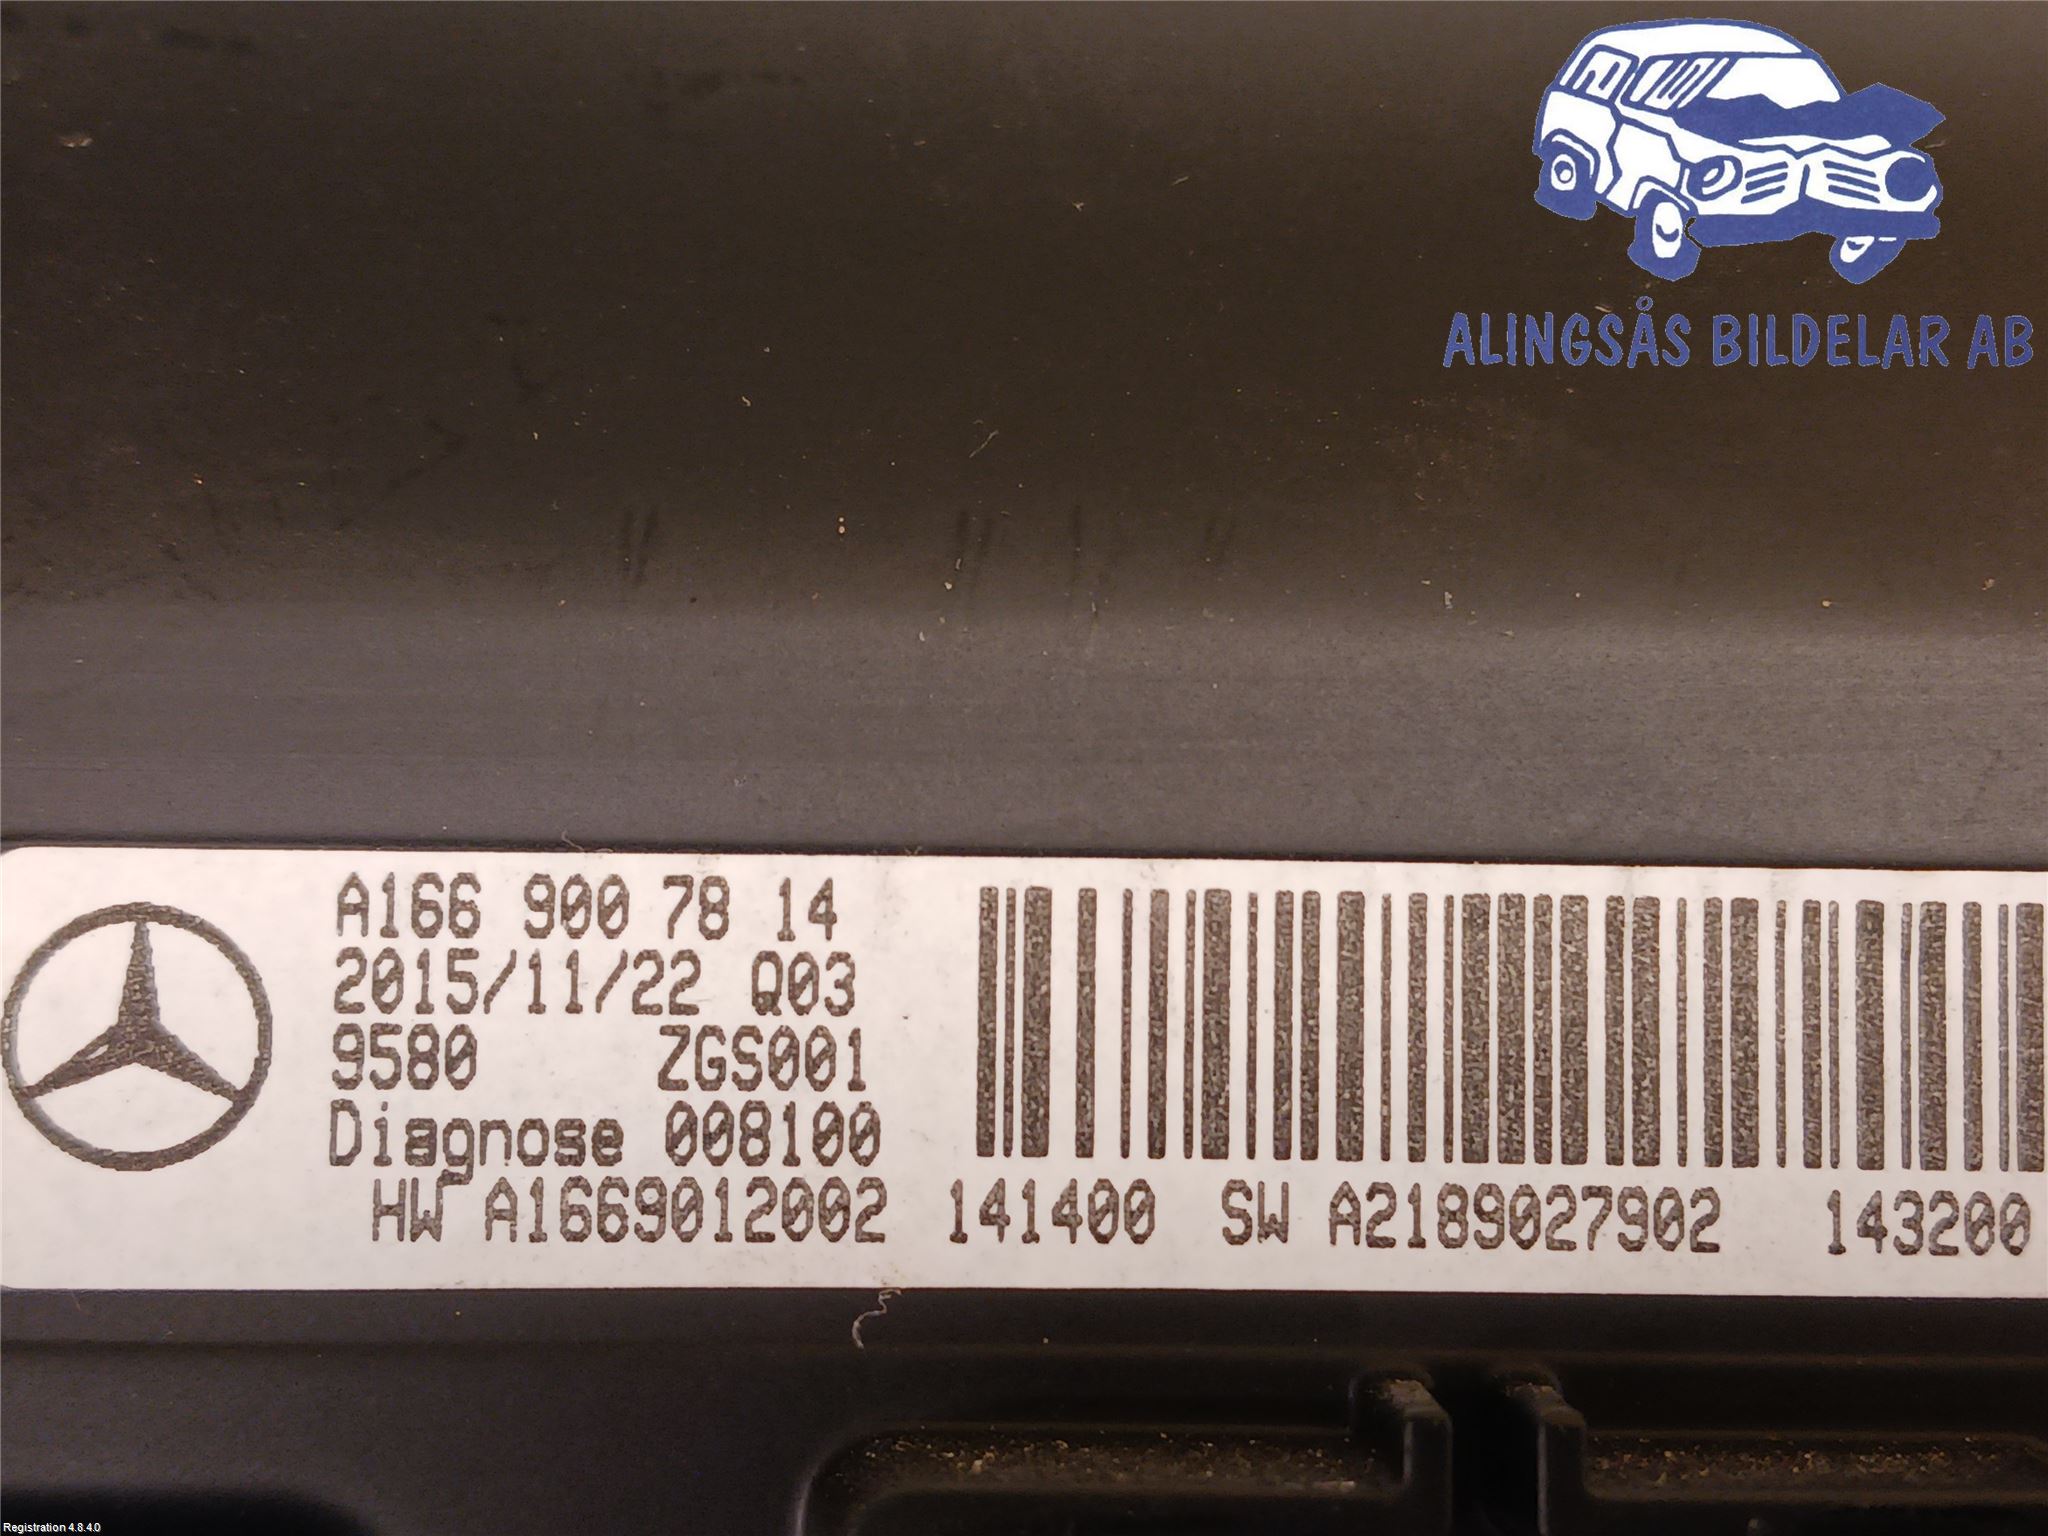 ALINGSÅS BILDELAR AB
A166 900 78 14
2015/11/22 Q03
9580 ZGS001
Diagnose 008100
HW A1669012002 141400 SW A2189027902 143200
Registration 4.8.4.0